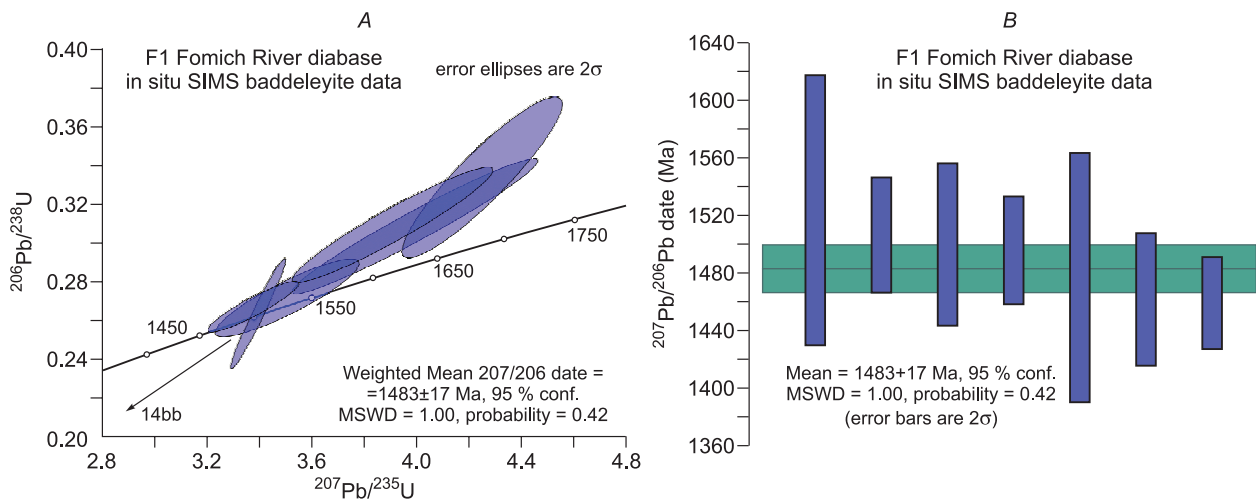 A
F1 Fomich River diabase
in situ SIMS baddeleyite data
error ellipses are 2σ
0.40
0.36
0.32
0.28
0.24
0.20
206Pb/238U
1450
1550
1650
1750
14bb
Weighted Mean 207/206 date =
=1483±17 Ma, 95 % conf.
MSWD = 1.00, probability = 0.42
2.8
3.2
3.6
4.0
4.4
4.8
207Pb/235U
B
F1 Fomich River diabase
in situ SIMS baddeleyite data
1640
1600
1560
1520
1480
1440
1400
1360
207Pb/206Pb date (Ma)
Mean = 1483+17 Ma, 95 % conf.
MSWD = 1.00, probability = 0.42
(error bars are 2σ)